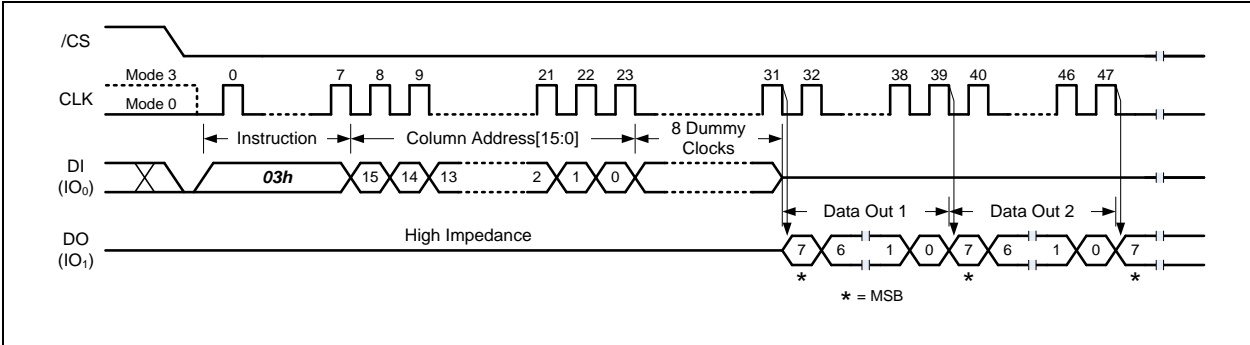 /CS
Mode 3 0 7 8 9 21 22 23 31 32 38 39 40 46 47
CLK
Mode 0
Instruction Column Address[15:0] 8 Dummy Clocks
DI
(IO0)
03h 15 14 13 2 1 0
Data Out 1 Data Out 2
DO
(IO1)
High Impedance
7 6 1 0 7 6 1 0 7
* * *
* = MSB